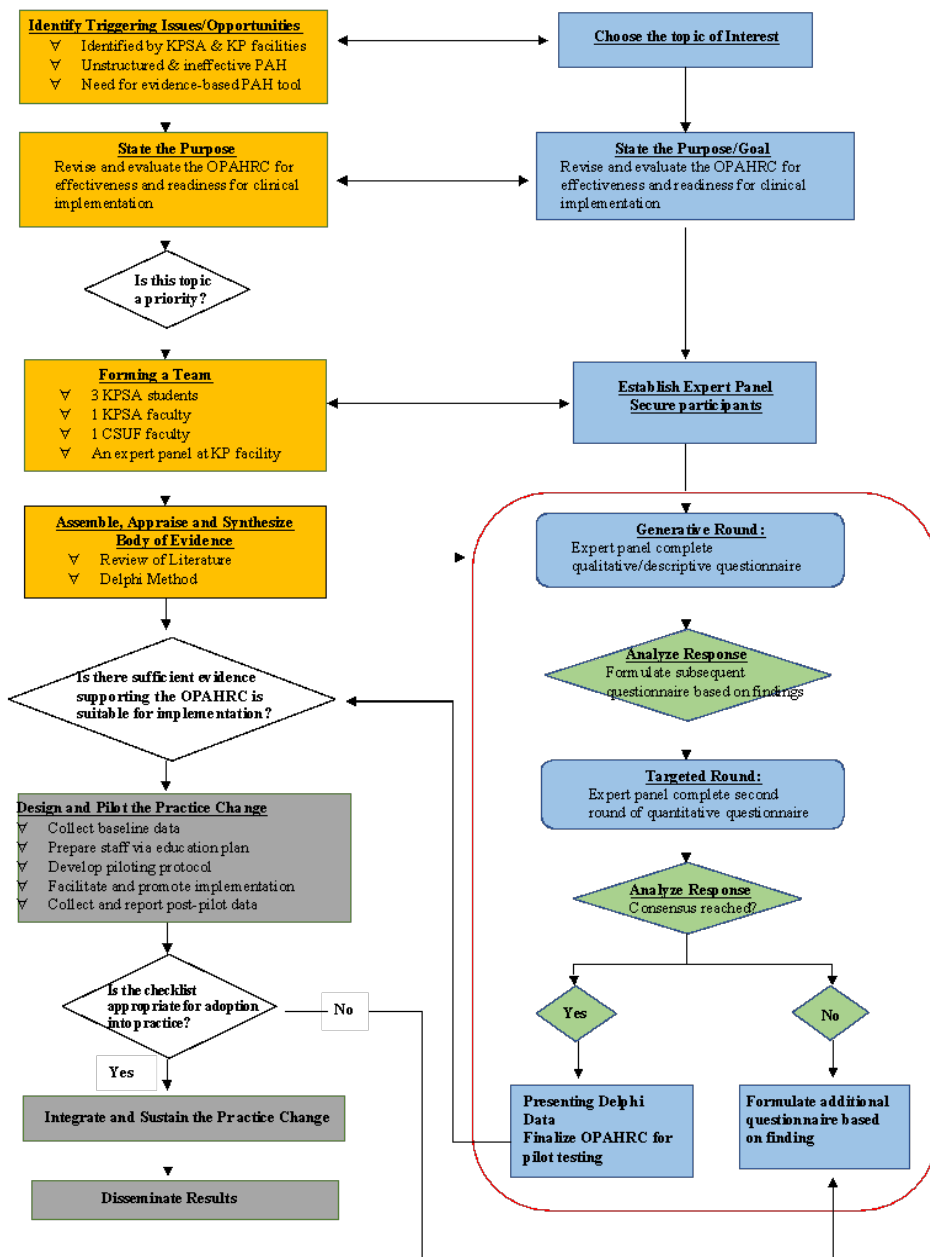 Identify Triggering Issues/Opportunities
∀ Identified by KPSA & KP facilities
∀ Unstructured & ineffective PAH
∀ Need for evidence-based PAH tool
Choose the topic of Interest
State the Purpose
Revise and evaluate the OPAHRC for
effectiveness and readiness for clinical
implementation
State the Purpose/Goal
Revise and evaluate the OPAHRC for
effectiveness and readiness for clinical
implementation
Is this topic
a priority?
Forming a Team
∀ 3 KPSA students
∀ 1 KPSA faculty
∀ 1 CSUF faculty
∀ An expert panel at KP facility
Establish Expert Panel
Secure participants
Assemble, Appraise and Synthesize
Body of Evidence
∀ Review of Literature
∀ Delphi Method
Generative Round:
Expert panel complete
qualitative/descriptive questionnaire
Analyze Response
Formulate subsequent
questionnaire based on findings
Is there sufficient evidence
supporting the OPAHRC is
suitable for implementation?
Targeted Round:
Expert panel complete second
round of quantitative questionnaire
Design and Pilot the Practice Change
∀ Collect baseline data
∀ Prepare staff via education plan
∀ Develop piloting protocol
∀ Facilitate and promote implementation
∀ Collect and report post-pilot data
Analyze Response
Consensus reached?
Is the checklist
appropriate for adoption
into practice?
No
Yes
Yes
No
Integrate and Sustain the Practice Change
Disseminate Results
Presenting Delphi
Data
Finalize OPAHRC for
pilot testing
Formulate additional
questionnaire based
on finding